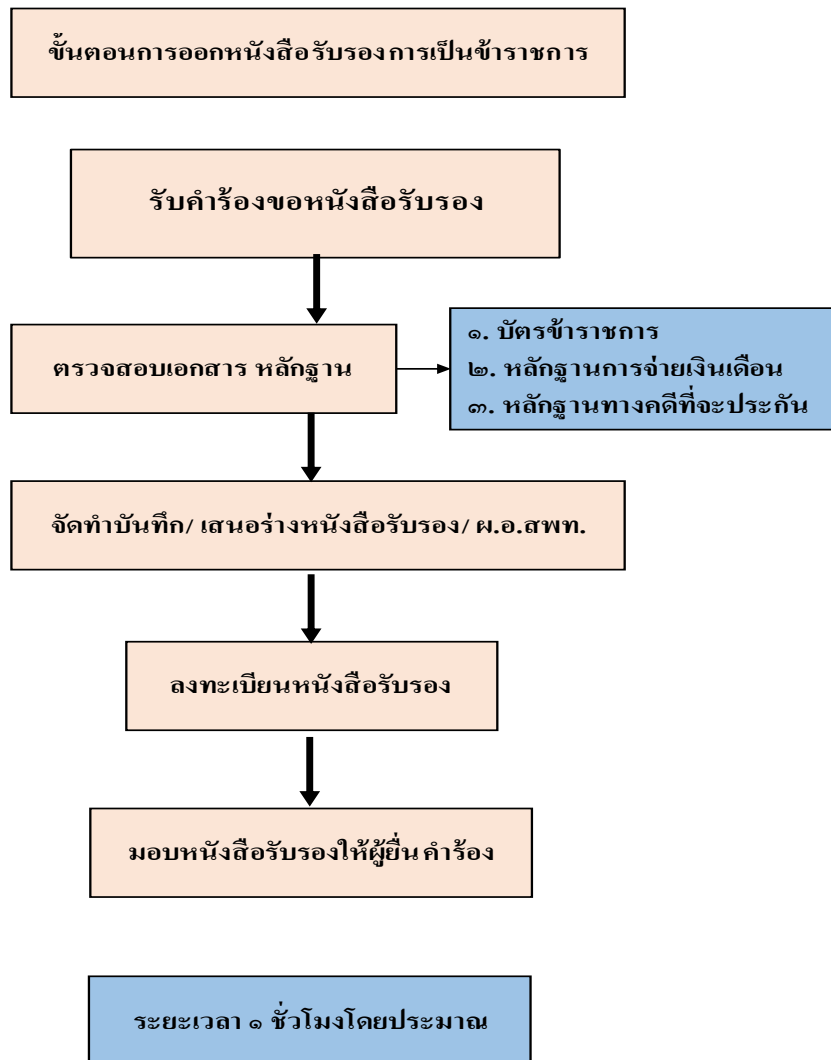 ขั้นตอนการออกหนังสือรับรองการเป็นข้าราชการ
รับคำร้องขอหนังสือรับรอง
ตรวจสอบเอกสาร หลักฐาน
๑. บัตรข้าราชการ
๒. หลักฐานการจ่ายเงินเดือน
๓. หลักฐานทางคดีที่จะประกัน
จัดทำบันทึก/ เสนอร่างหนังสือรับรอง/ ผ.อ.สพท.
ลงทะเบียนหนังสือรับรอง
มอบหนังสือรับรองให้ผู้ยื่นคำร้อง
ระยะเวลา ๑ ชั่วโมงโดยประมาณ